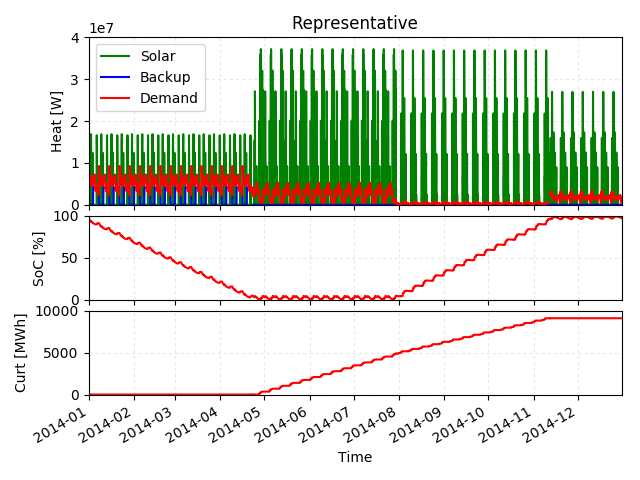 Representative
1e7
Heat [W]
4
3
2
1
0
Solar
Backup
Demand
SoC [%]
100
50
0
Curt [MWh]
10000
5000
0
2014-01
2014-02
2014-03
2014-04
2014-05
2014-06
2014-07
2014-08
2014-09
2014-10
2014-11
2014-12
Time